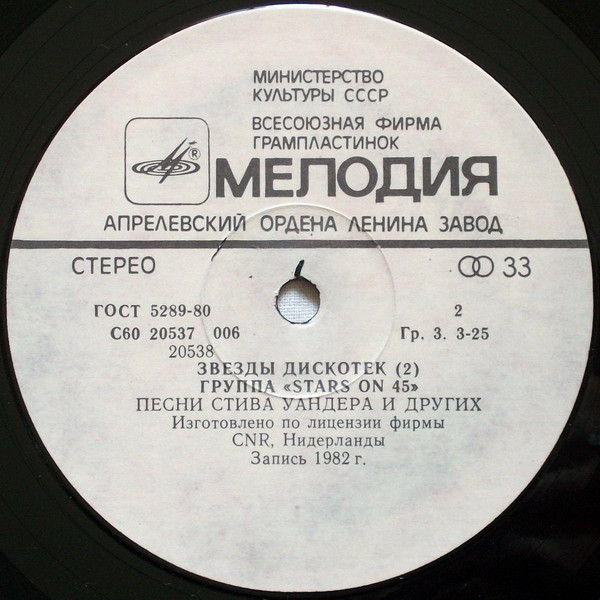 МИНИСТЕРСТВО
КУЛЬТУРЫ СССР
ВСЕСОЮЗНАЯ ФИРМА
ГРАМПЛАСТИНОК
®
МЕЛОДИЯ
АПРЕЛЕВСКИЙ ОРДЕНА ЛЕНИНА ЗАВОД
СТЕРЕО 33
ГОСТ 5289-80 2
С60 20537 006 Гр. 3. 3-25
20538
ЗВЕЗДЫ ДИСКОТЕК (2)
ГРУППА «STARS ON 45»
ПЕСНИ СТИВА УАНДЕРА И ДРУГИХ
Изготовлено по лицензии фирмы
CNR, Нидерланды
Запись 1982 г.